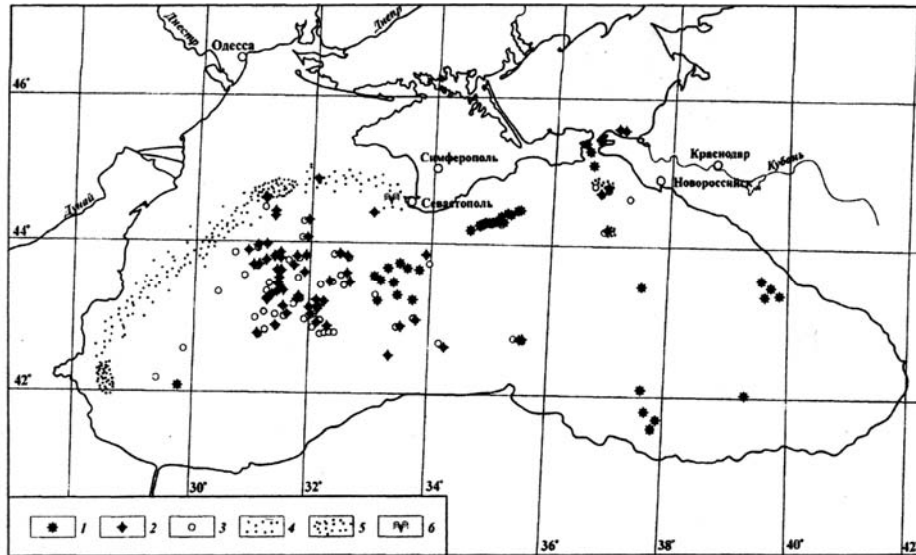 Днестр
Днепр
Одесса
46°
Симферополь
Краснодар
Кубань
Новороссийск
Дунай
Севастополь
44°
42°
30°
32°
34°
36°
38°
40°
42°
1
2
3
4
5
6